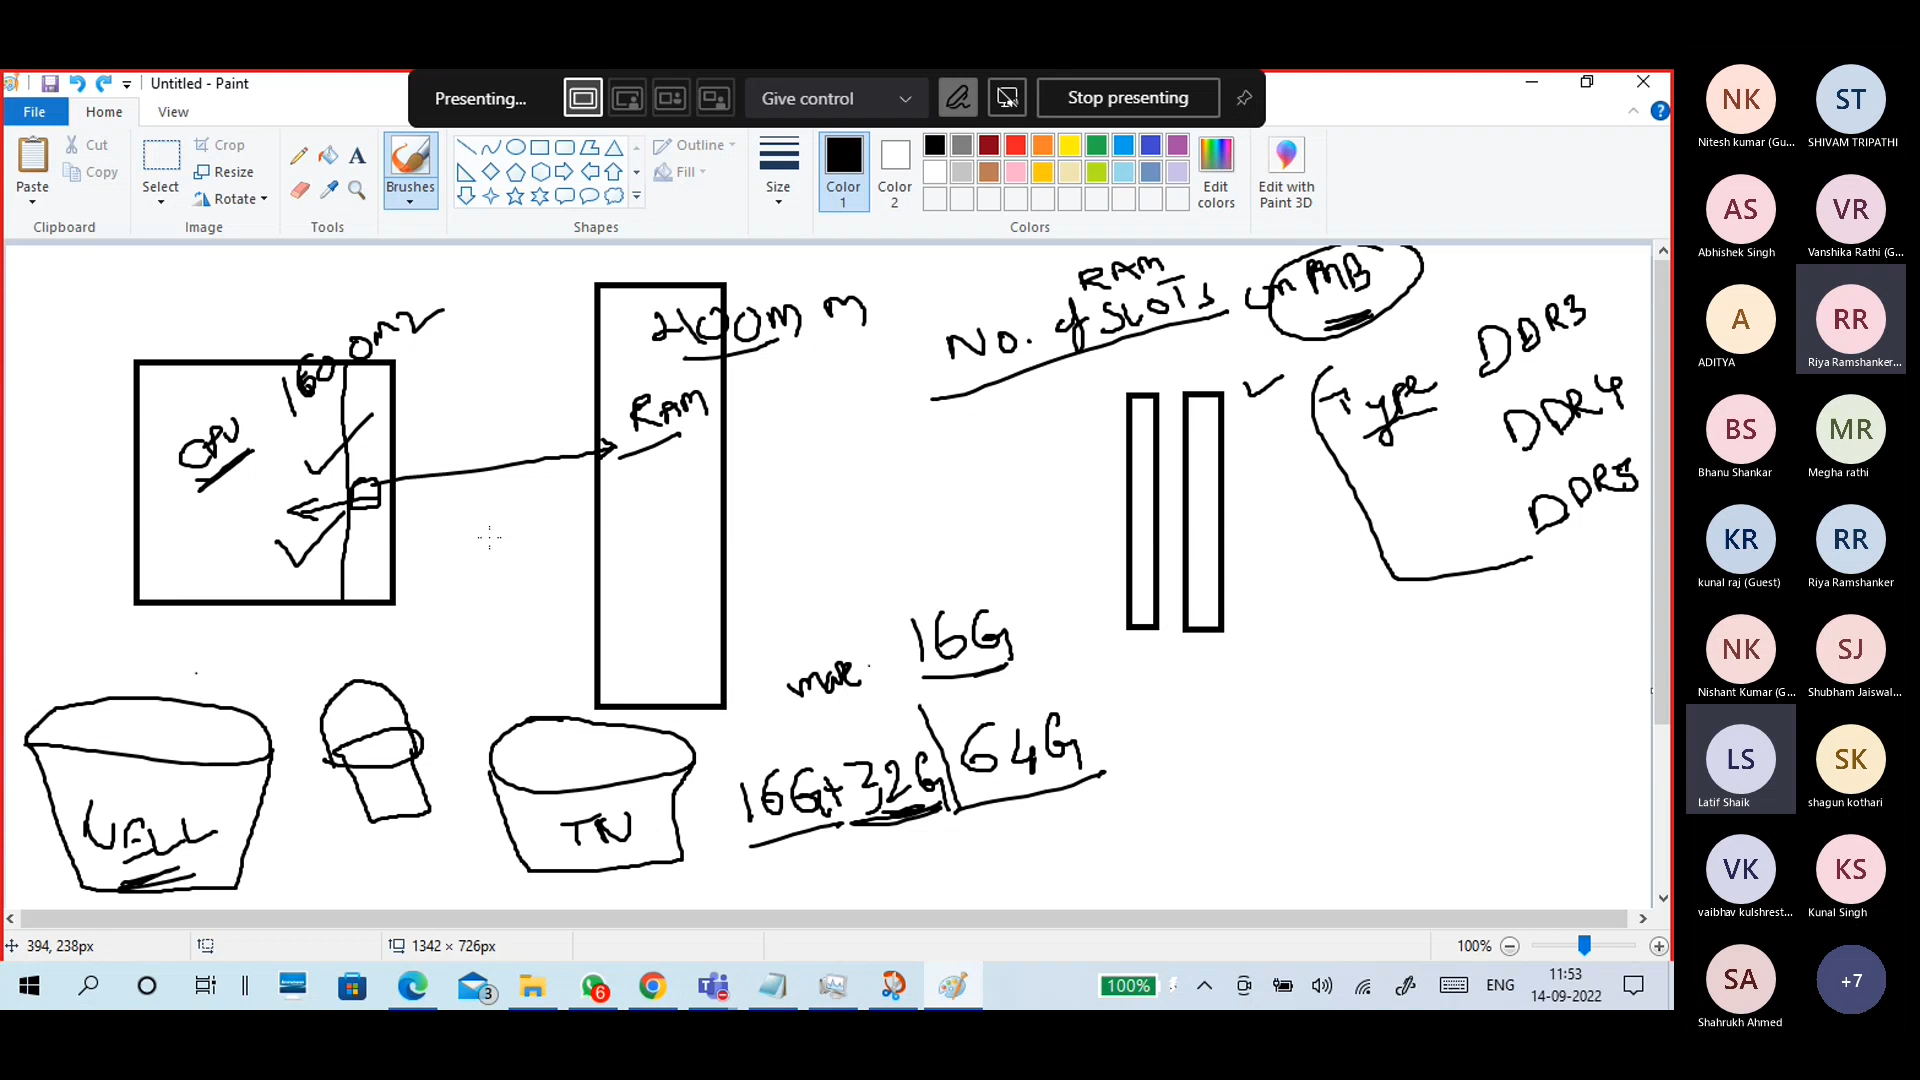 Untitled - Paint
Presenting...
Give control
Stop presenting
File
Home
View
Paste
Cut
Copy
Clipboard
Select
Crop
Resize
Rotate
Image
Tools
Brushes
Shapes
Outline
Fill
Size
Color 1
Color 2
Edit colors
Edit with Paint 3D
Colors
1600MZ
CPU
RAM
No. of SLOTS on MB
RAM
Type
DDR3
DDR4
DDR5
16G
16G+32G
64G
WELL
TN
394, 238px
1342 × 726px
100%
3
6
100%
ENG
11:53
14-09-2022
NK
Nitesh kumar (Gu...
ST
SHIVAM TRIPATHI
AS
Abhishek Singh
VR
Vanshika Rathi (G...
A
ADITYA
RR
Riya Ramshanker...
BS
Bhanu Shankar
MR
Megha rathi
KR
kunal raj (Guest)
RR
Riya Ramshanker
NK
Nishant Kumar (G...
SJ
Shubham Jaiswal...
LS
Latif Shaik
SK
shagun kothari
VK
vaibhav kulshrest...
KS
Kunal Singh
SA
Shahrukh Ahmed
+7